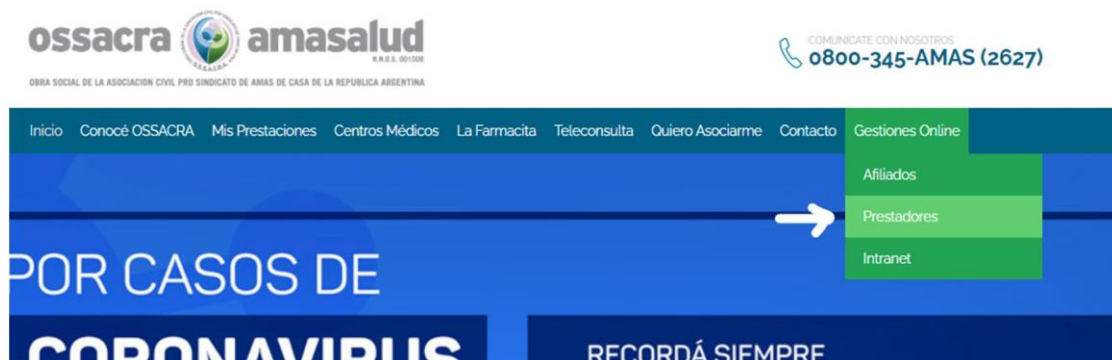 ossacra amasalud
R.N.O.S. 001508
OBRA SOCIAL DE LA ASOCIACION CIVIL PRO SINDICATO DE AMAS DE CASA DE LA REPUBLICA ARGENTINA
COMUNICATE CON NOSOTROS
0800-345-AMAS (2627)
Inicio Conocé OSSACRA Mis Prestaciones Centros Médicos La Farmacita Teleconsulta Quiero Asociarme Contacto Gestiones Online
Afiliados
Prestadores
Intranet
POR CASOS DE
CORONAVIRUS
RECORDÁ SIEMPRE